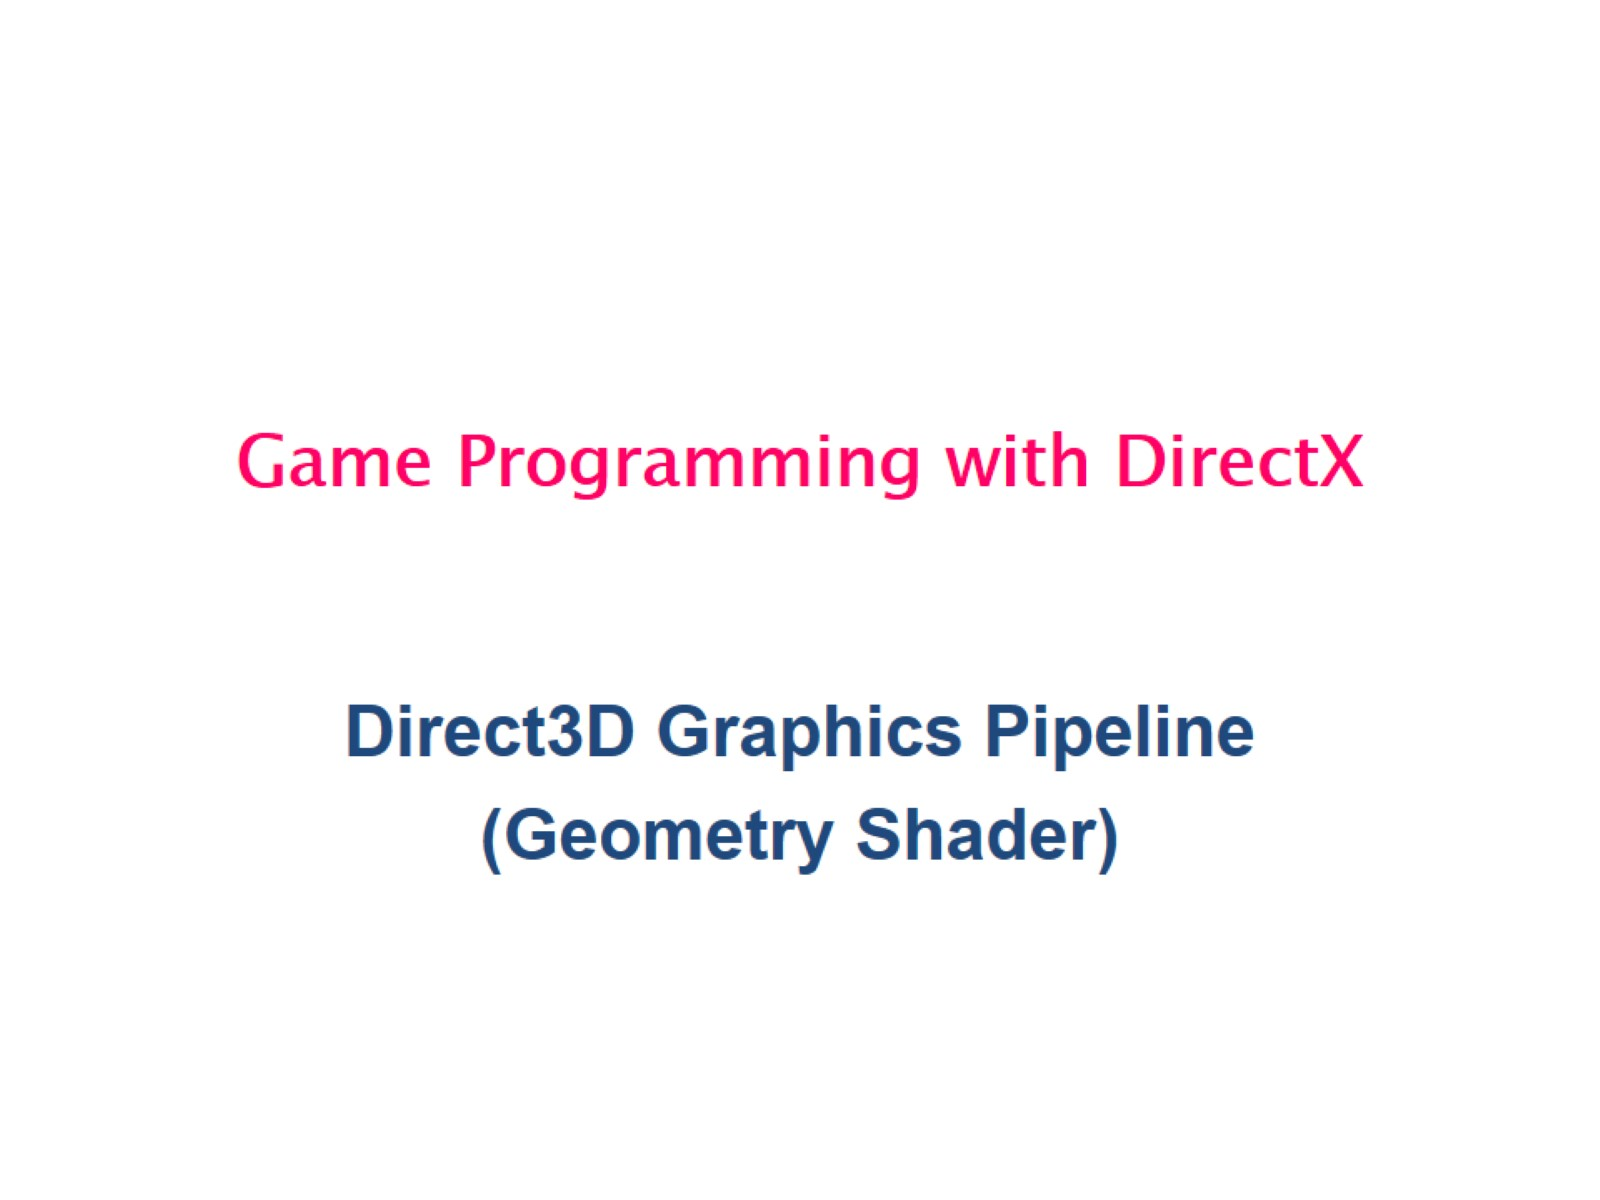 Game Programming with DirectX
Direct3D Graphics Pipeline
(Geometry Shader)